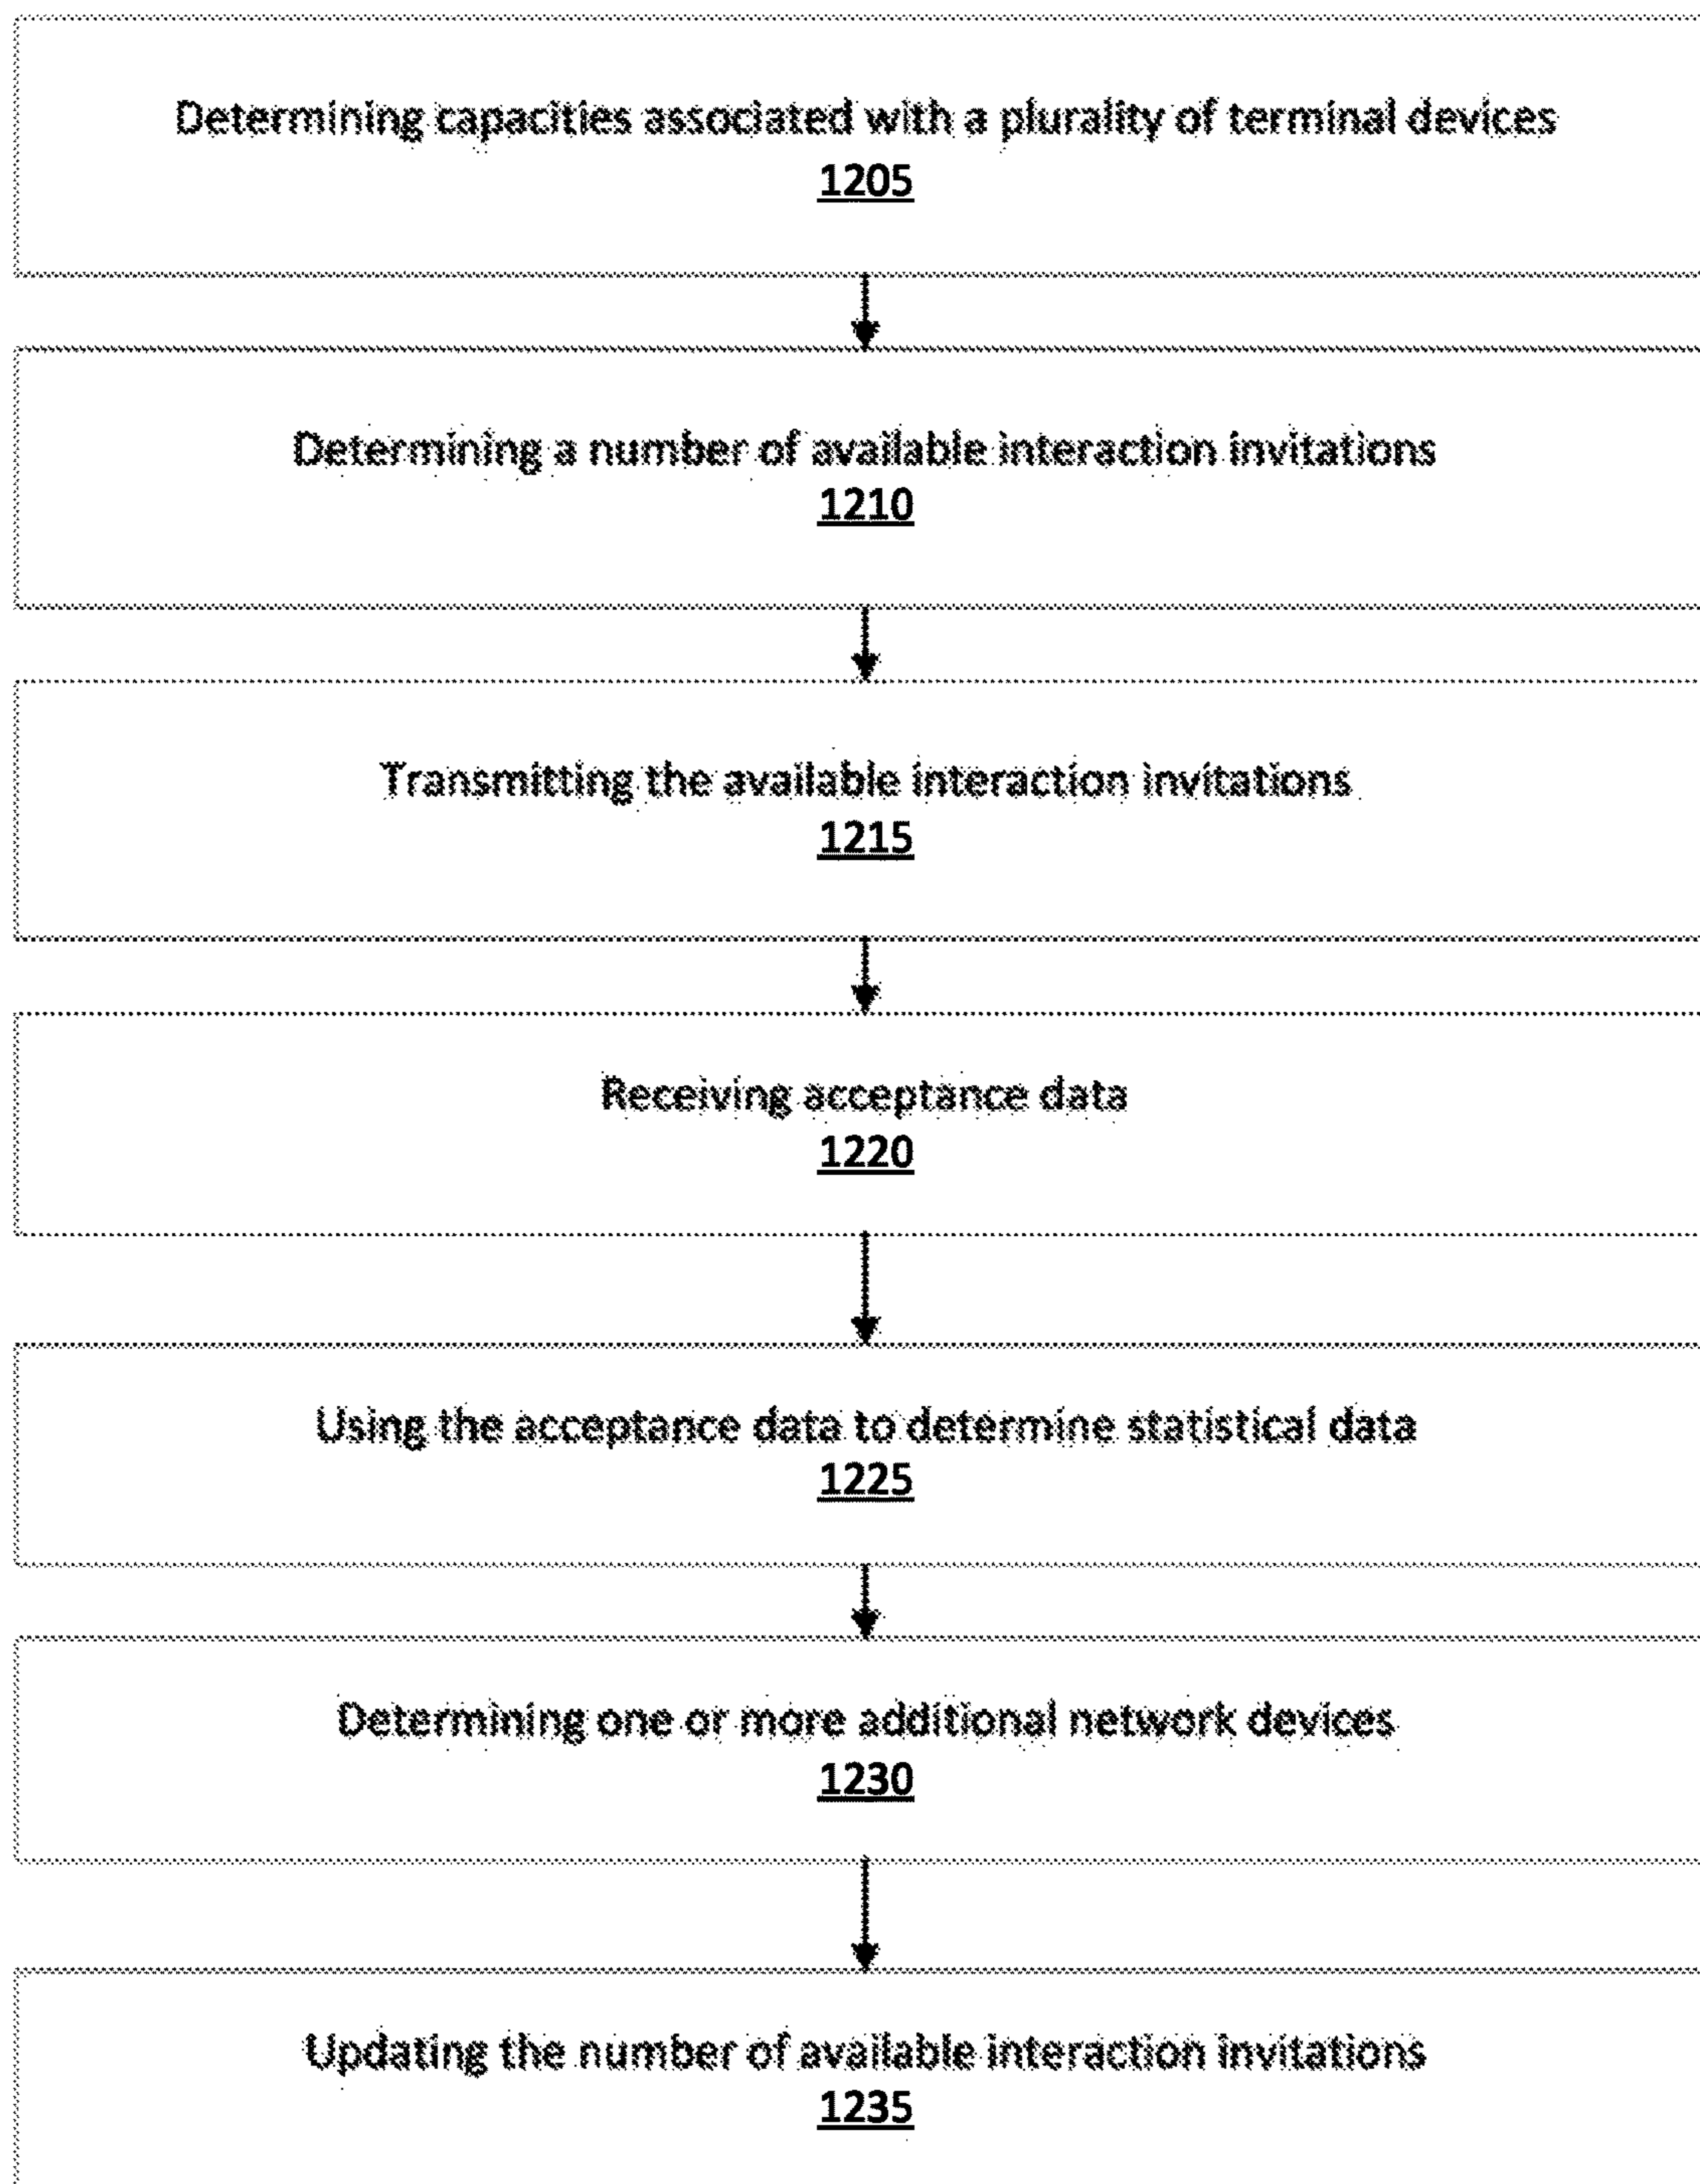 Determining capacities associated with a plurality of terminal devices
1205
Determining a number of available interaction invitations
1210
Transmitting the available interaction invitations
1215
Receiving acceptance data
1220
Using the acceptance data to determine statistical data
1225
Determining one or more additional network devices
1230
Updating the number of available interaction invitations
1235